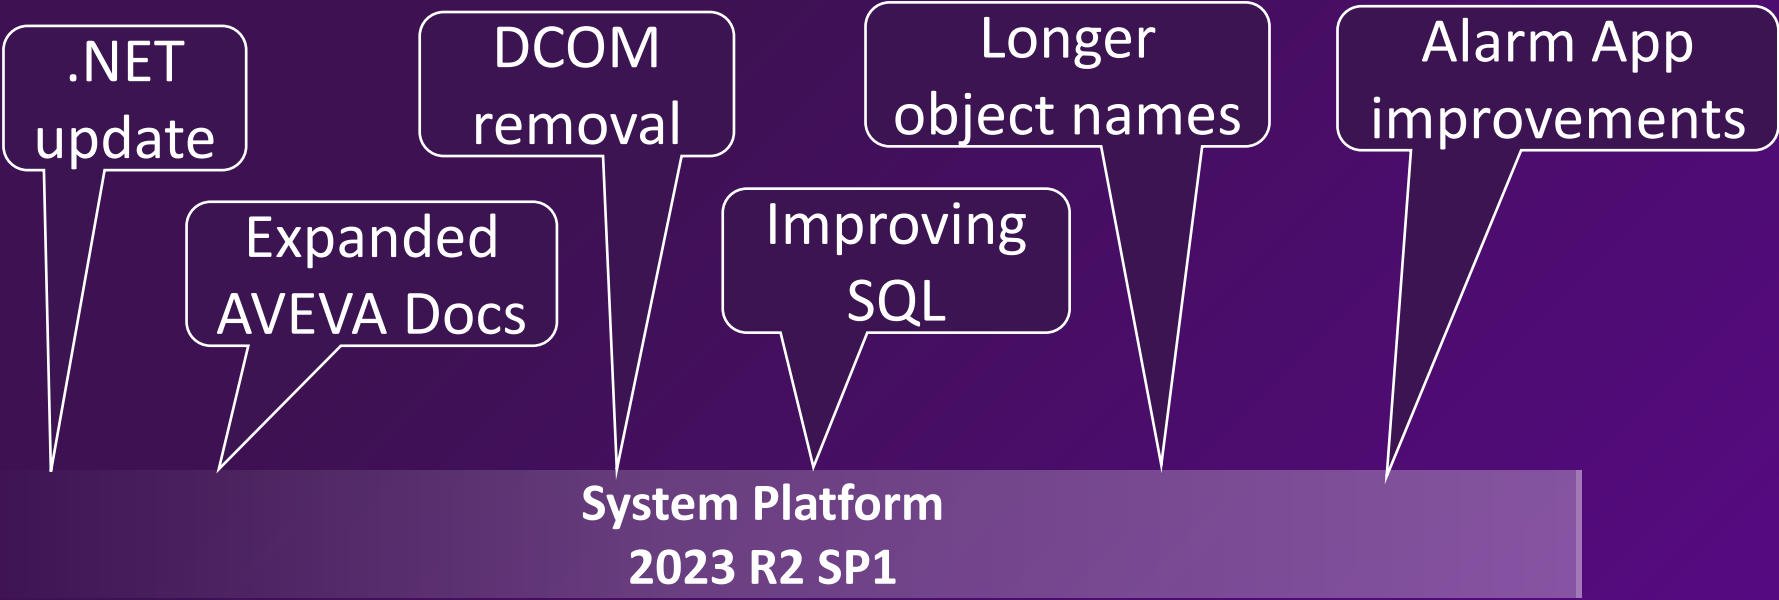 .NET
update
Expanded
AVEVA Docs
DCOM
removal
Improving
SQL
Longer
object names
Alarm App
improvements
System Platform
2023 R2 SP1